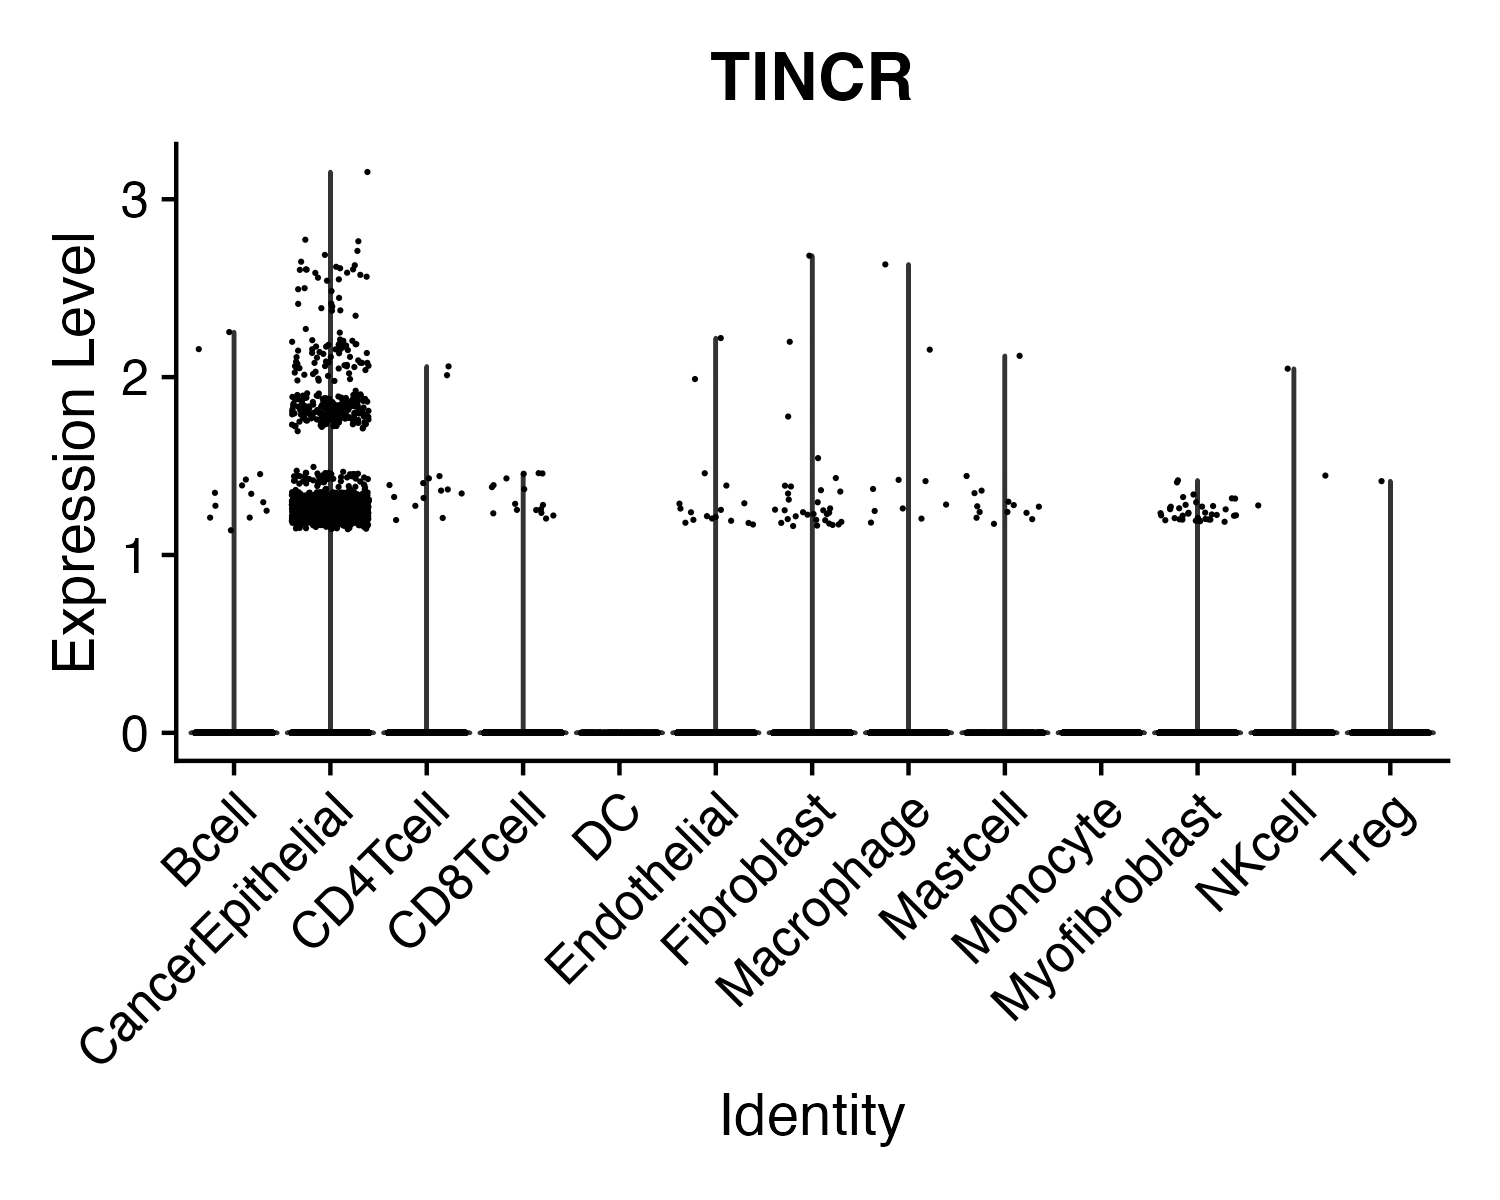 TINCR
Expression Level
3
2
1
0
Bcell
CancerEpithelial
CD4Tcell
CD8Tcell
DC
Endothelial
Fibroblast
Macrophage
Mastcell
Monocyte
Myofibroblast
NKcell
Treg
Identity